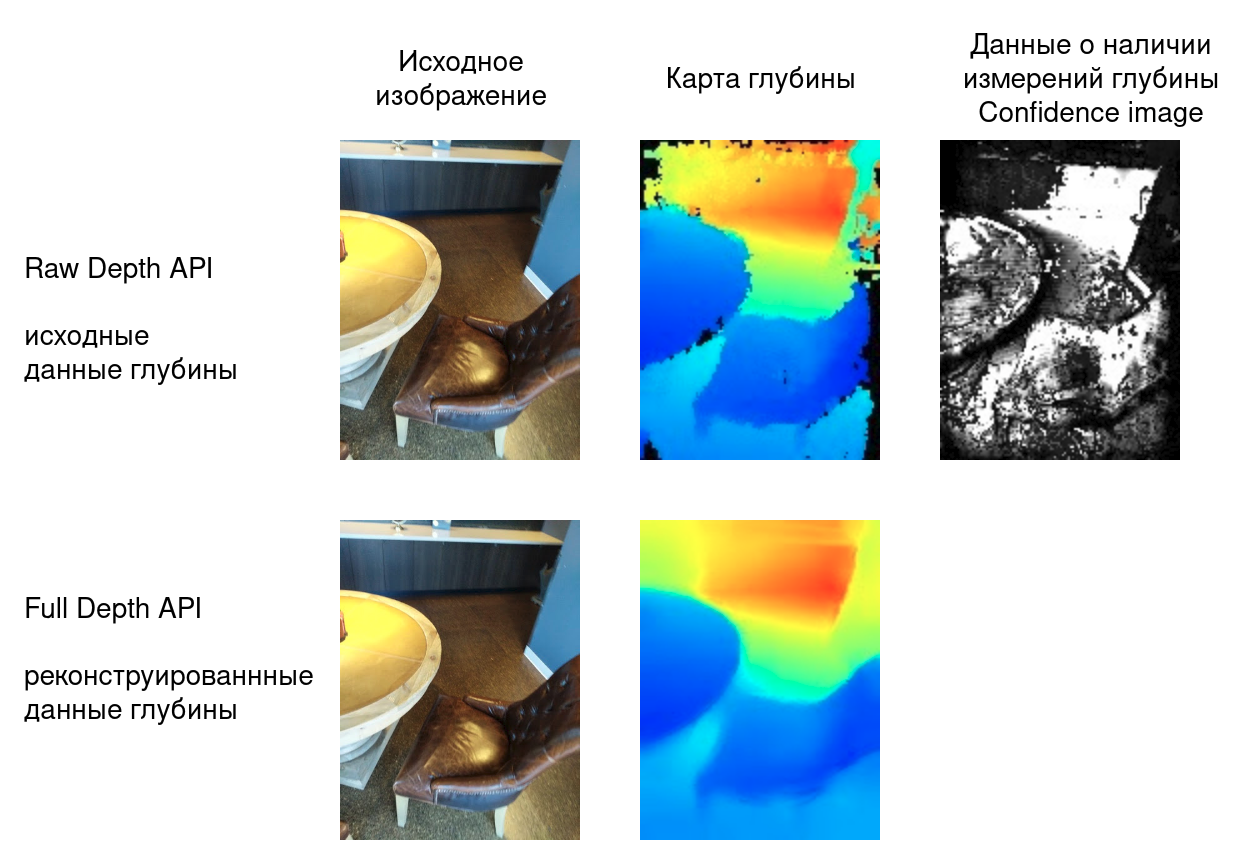 Исходное
изображение
Карта глубины
Данные о наличии
измерений глубины
Confidence image
Raw Depth API
исходные
данные глубины
Full Depth API
реконструированнные
данные глубины